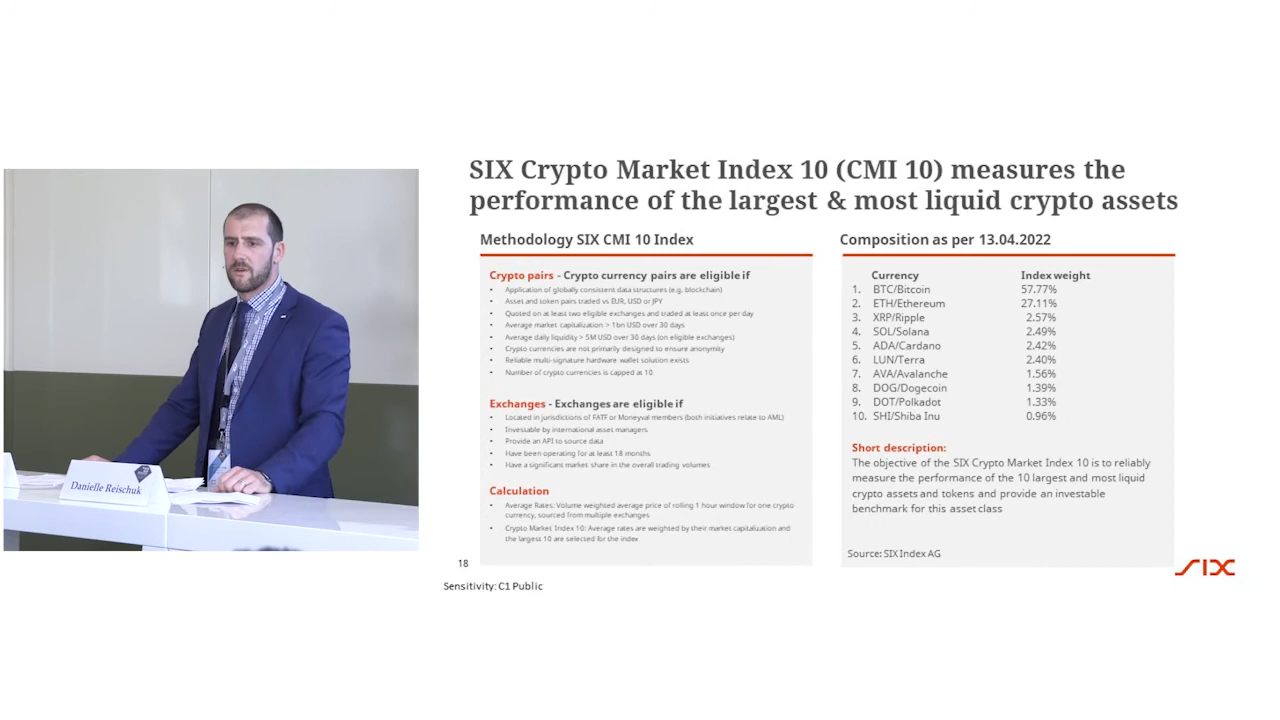 SIX Crypto Market Index 10 (CMI 10) measures the
performance of the largest & most liquid crypto assets
Methodology SIX CMI 10 Index
Crypto pairs - Crypto currency pairs are eligible if
• Application of globally consistent data structures (e.g. blockchain)
• Assets and token pairs traded vs EUR, USD or JPY
• Quoted on at least two eligible exchanges and traded at least once per day
• Average market capitalization > 1bn USD over 30 days
• Average daily liquidity > 5M USD over 30 days (on eligible exchanges)
• Crypto currencies are not primarily designed to ensure anonymity
• Reliable multi-signature hardware wallet solution exists
• Number of crypto currencies is capped at 10
Exchanges - Exchanges are eligible if
• Located in jurisdictions of FATF or Moneyval members (both initiatives relate to AML)
• Investable by international asset managers
• Provide an API to source data
• Have been operating for at least 18 months
• Have a significant market share in the overall trading volumes
Calculation
• Average Rates: Volume weighted average price of rolling 1 hour window for one crypto
currency, sourced from multiple exchanges
• Crypto Market Index 10: Average rates are weighted by their market capitalization and
the largest 10 are selected for the index
Composition as per 13.04.2022
Currency Index weight
1. BTC/Bitcoin 57.77%
2. ETH/Ethereum 27.11%
3. XRP/Ripple 2.57%
4. SOL/Solana 2.49%
5. ADA/Cardano 2.42%
6. LUN/Terra 2.40%
7. AVA/Avalanche 1.56%
8. DOG/Dogecoin 1.39%
9. DOT/Polkadot 1.33%
10. SHI/Shiba Inu 0.96%
Short description:
The objective of the SIX Crypto Market Index 10 is to reliably
measure the performance of the 10 largest and most liquid
crypto assets and tokens and provide an investable
benchmark for this asset class
Source: SIX Index AG
18
Sensitivity: C1 Public
SIX
Danielle Reischuk